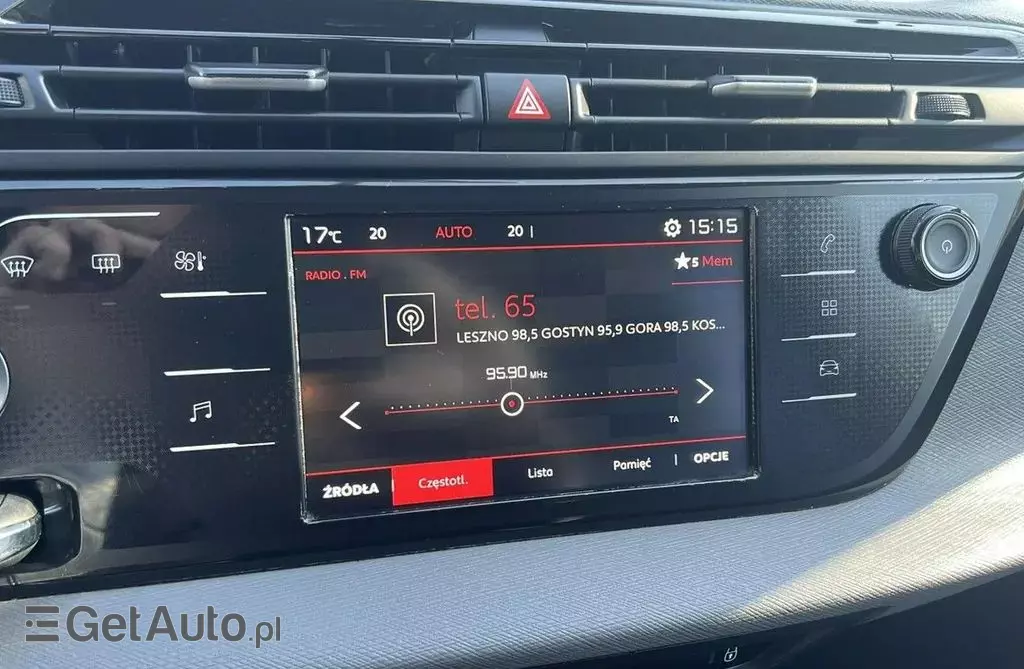 17°C 20 AUTO 20 15:15
RADIO . FM
5 Mem
tel. 65
LESZNO 98,5 GOSTYN 95,9 GORA 98,5 KOS...
95.90 MHz
TA
ŹRÓDŁA Częstotl. Lista Pamięć OPCJE
GetAuto.pl